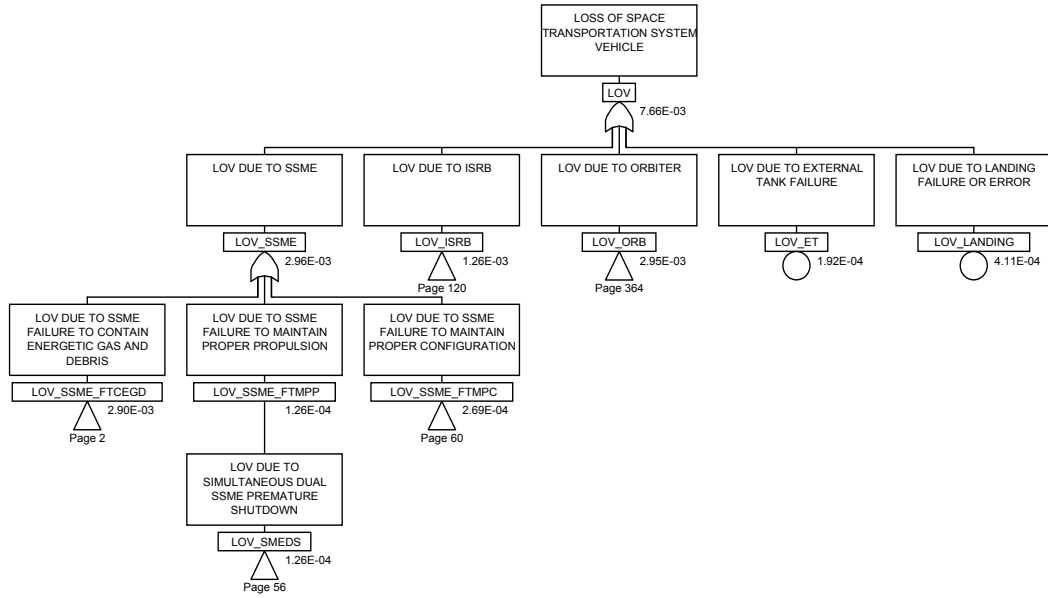 LOSS OF SPACE
TRANSPORTATION SYSTEM
VEHICLE
LOV
7.66E-03
LOV DUE TO SSME
LOV_SSME
2.96E-03
LOV DUE TO ISRB
LOV_ISRB
1.26E-03
Page 120
LOV DUE TO ORBITER
LOV_ORB
2.95E-03
Page 364
LOV DUE TO EXTERNAL
TANK FAILURE
LOV_ET
1.92E-04
LOV DUE TO LANDING
FAILURE OR ERROR
LOV_LANDING
4.11E-04
LOV DUE TO SSME
FAILURE TO CONTAIN
ENERGETIC GAS AND
DEBRIS
LOV_SSME_FTCEGD
2.90E-03
Page 2
LOV DUE TO SSME
FAILURE TO MAINTAIN
PROPER PROPULSION
LOV_SSME_FTMPP
1.26E-04
LOV DUE TO SSME
FAILURE TO MAINTAIN
PROPER CONFIGURATION
LOV_SSME_FTMPC
2.69E-04
Page 60
LOV DUE TO
SIMULTANEOUS DUAL
SSME PREMATURE
SHUTDOWN
LOV_SMEDS
1.26E-04
Page 56